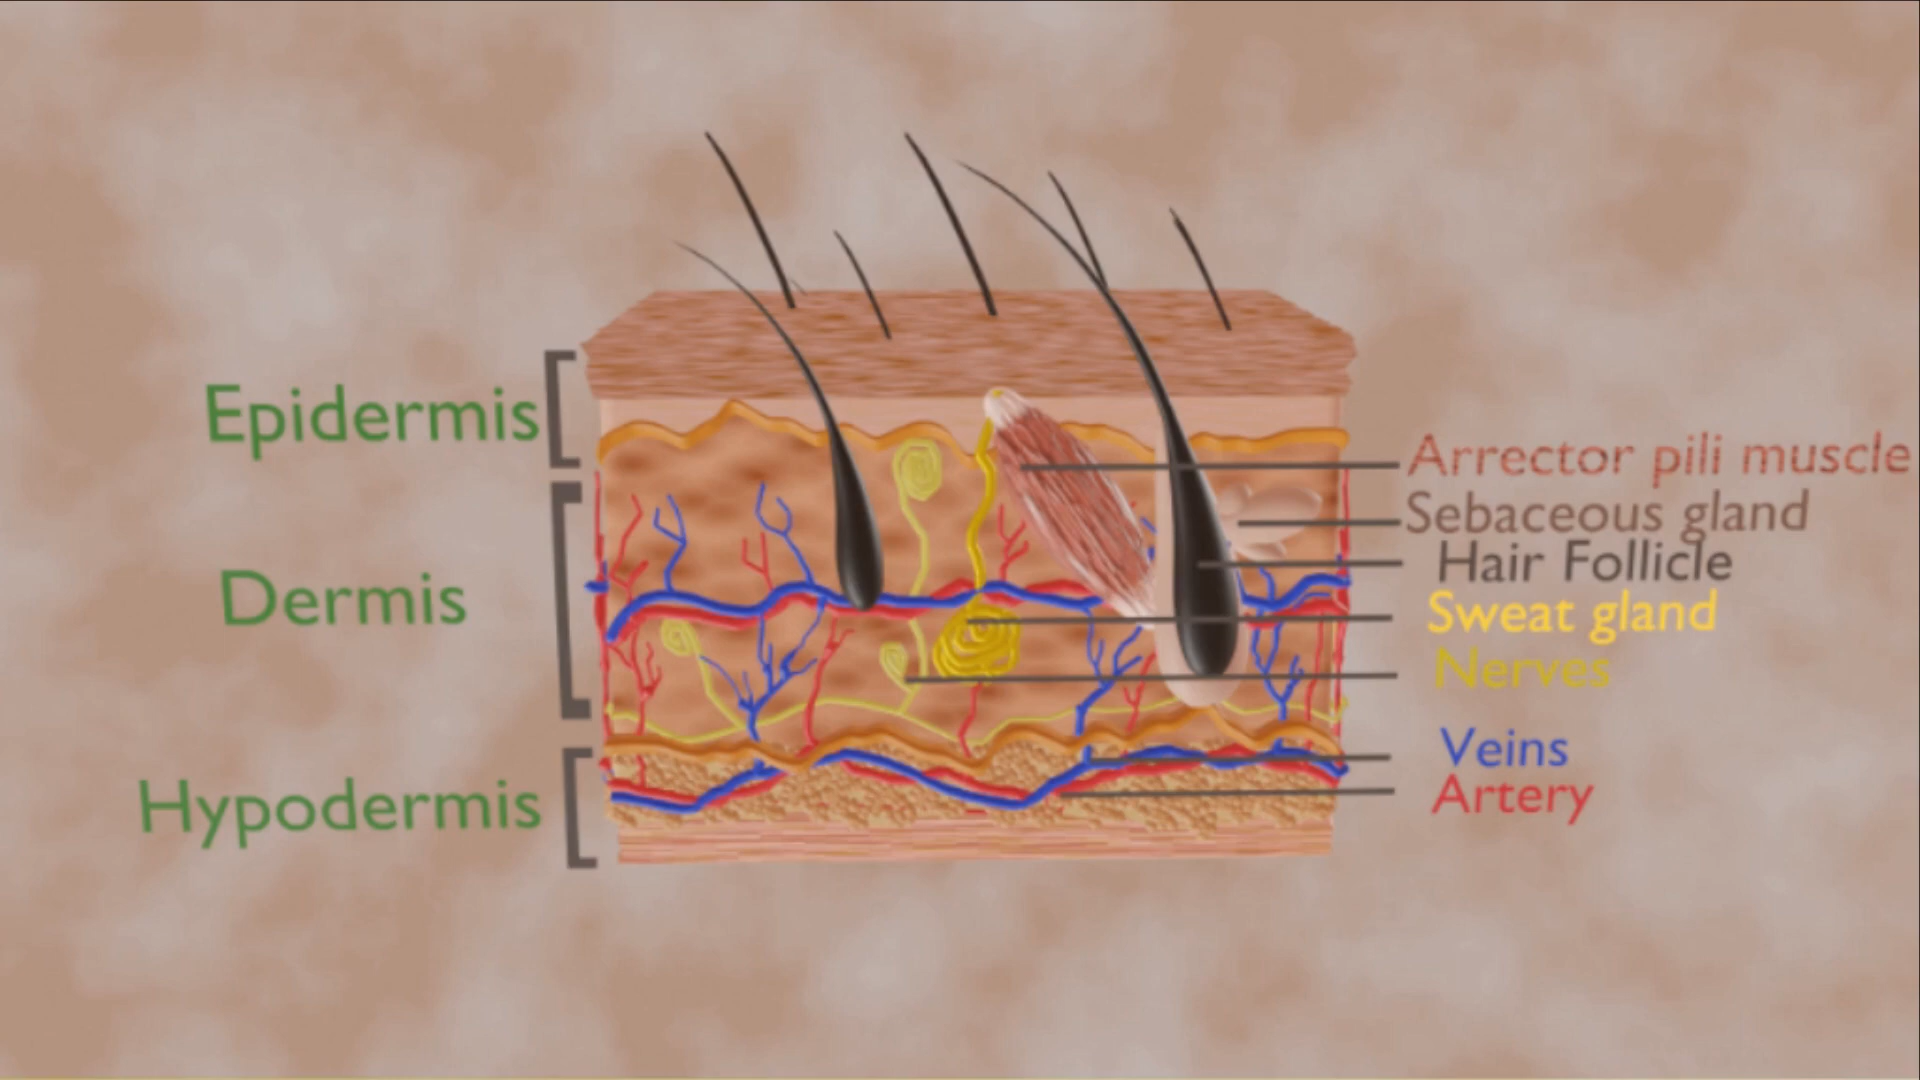 Epidermis
Dermis
Hypodermis
Arrector pili muscle
Sebaceous gland
Hair Follicle
Sweat gland
Nerves
Veins
Artery